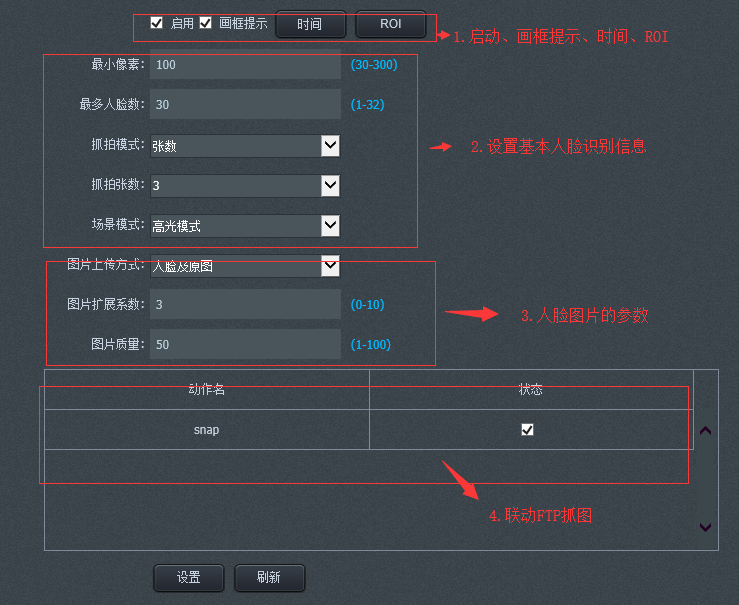 启用 画框提示 时间 ROI
1.启动、画框提示、时间、ROI
最小像素: 100 (30-300)
最多人脸数: 30 (1-32)
抓拍模式: 张数
2.设置基本人脸识别信息
抓拍张数: 3
场景模式: 高光模式
图片上传方式: 人脸及原图
图片扩展系数: 3 (0-10)
3.人脸图片的参数
图片质量: 50 (1-100)
动作名 状态
snap
4.联动FTP抓图
设置 刷新